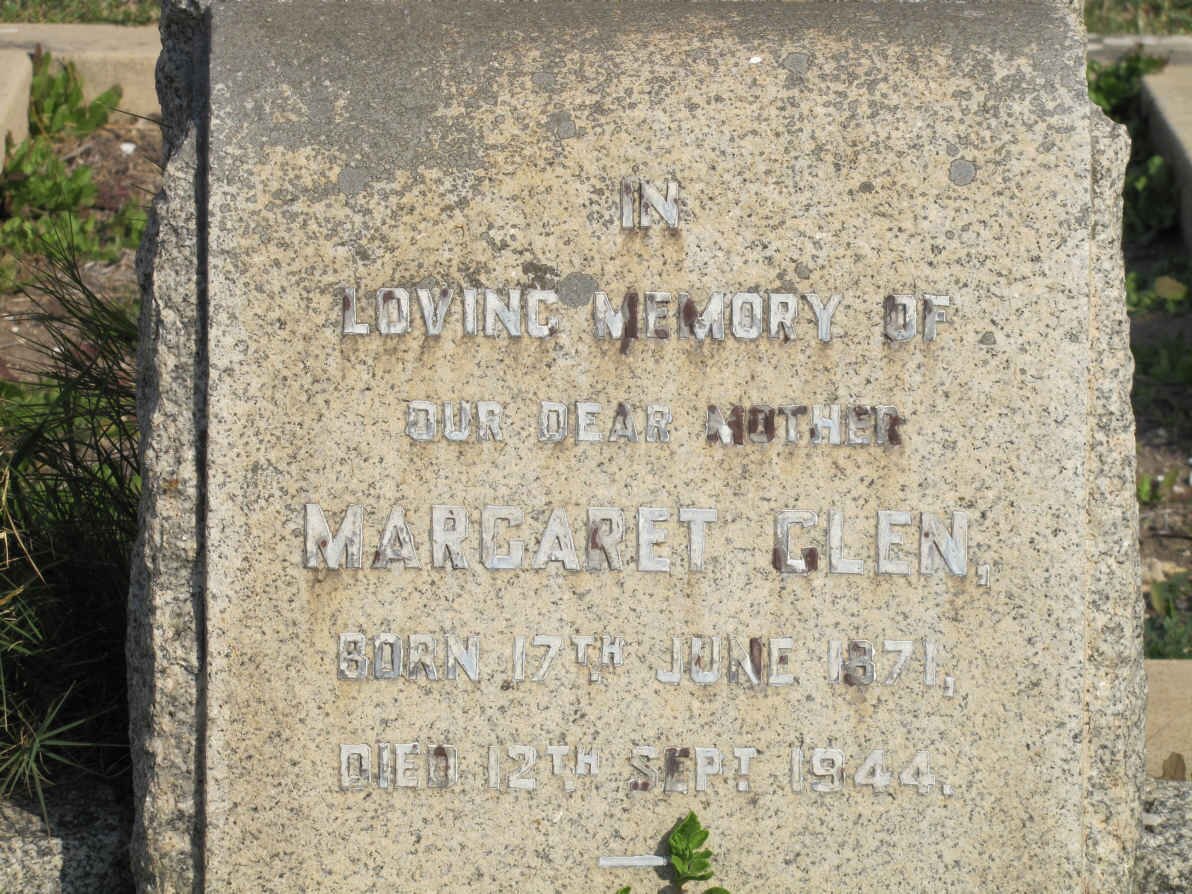 IN
LOVING MEMORY OF
OUR DEAR MOTHER
MARGARET GLEN,
BORN 17TH JUNE 1871,
DIED 12TH SEPT 1944.